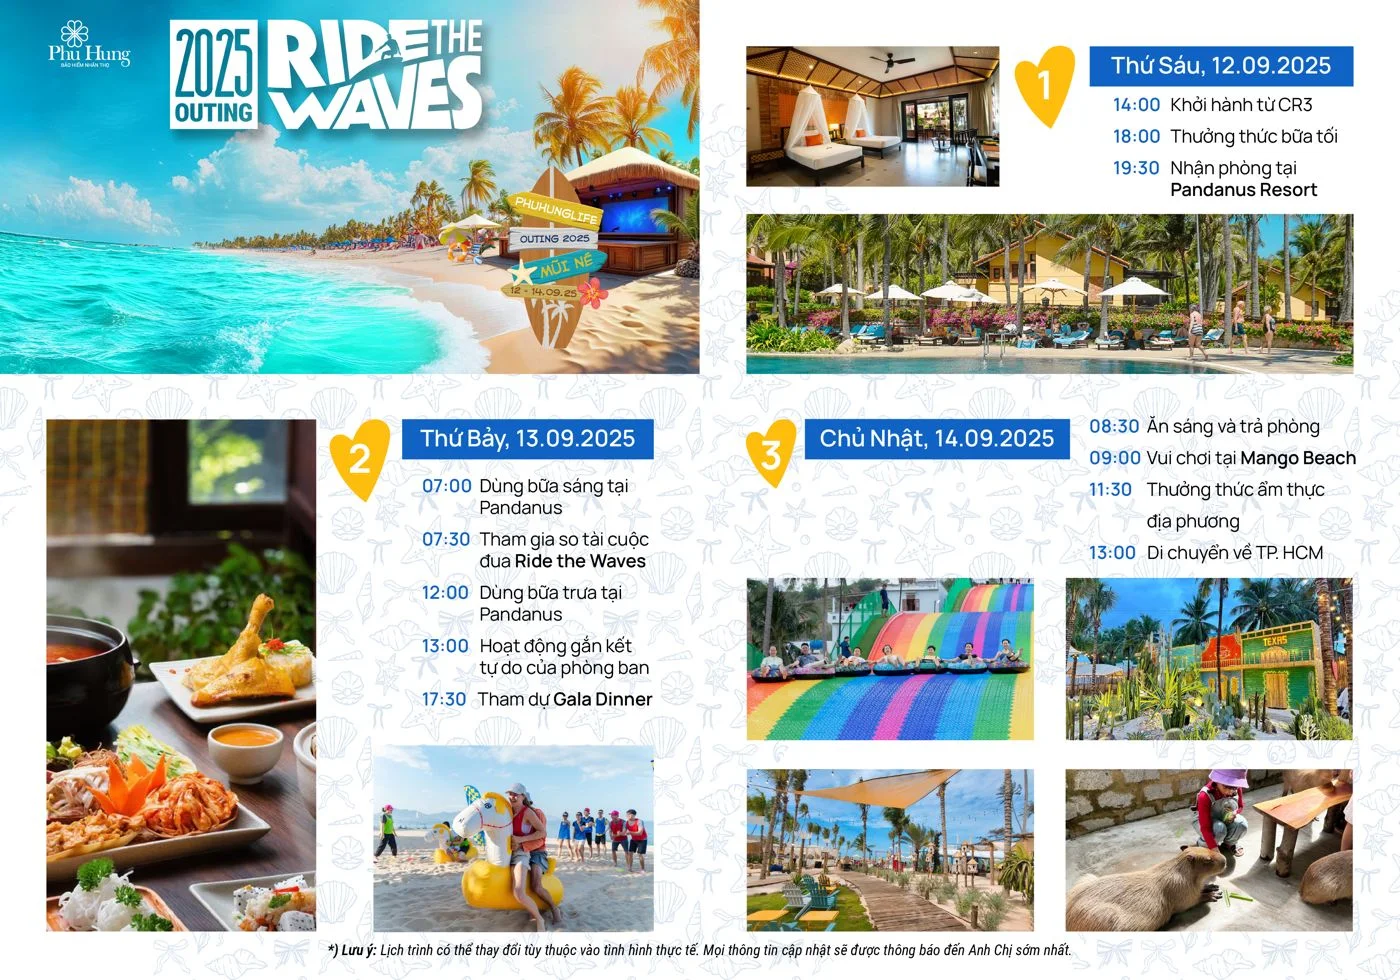 Phu Hung
BẢO HIỂM NHÂN THỌ
2025
OUTING
RIDE THE
WAVES
PHUHUNGLIFE
OUTING 2025
MŨI NÉ
12 - 14.09.25
1
Thứ Sáu, 12.09.2025
14:00 Khởi hành từ CR3
18:00 Thưởng thức bữa tối
19:30 Nhận phòng tại
Pandanus Resort
2
Thứ Bảy, 13.09.2025
07:00 Dùng bữa sáng tại
Pandanus
07:30 Tham gia so tài cuộc
đua Ride the Waves
12:00 Dùng bữa trưa tại
Pandanus
13:00 Hoạt động gắn kết
tự do của phòng ban
17:30 Tham dự Gala Dinner
3
Chủ Nhật, 14.09.2025
08:30 Ăn sáng và trả phòng
09:00 Vui chơi tại Mango Beach
11:30 Thưởng thức ẩm thực
địa phương
13:00 Di chuyển về TP. HCM
TEXAS
*) Lưu ý: Lịch trình có thể thay đổi tùy thuộc vào tình hình thực tế. Mọi thông tin cập nhật sẽ được thông báo đến Anh Chị sớm nhất.